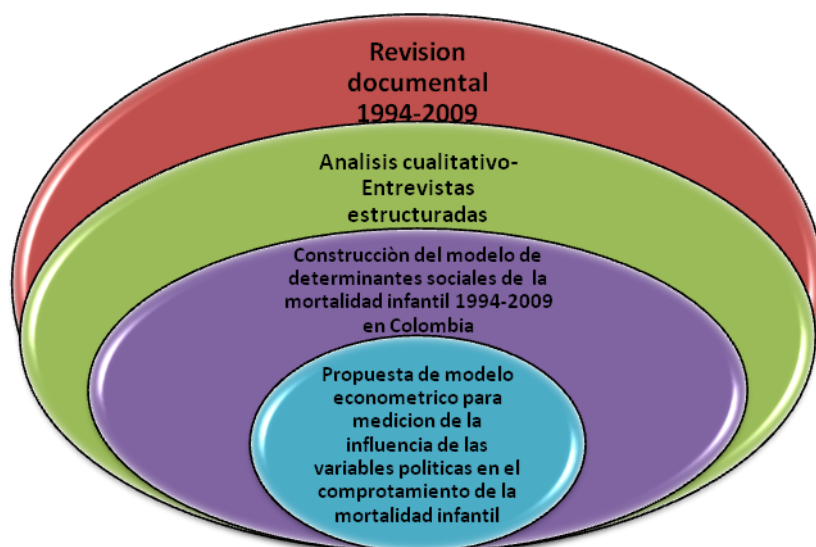 Revision
documental
1994-2009
Analisis cualitativo-
Entrevistas
estructuradas
Construcciòn del modelo de
determinantes sociales de la
mortalidad infantil 1994-2009
en Colombia
Propuesta de modelo
econometrico para
medicion de la
influencia de las
variables politicas en el
comprotamiento de la
mortalidad infantil